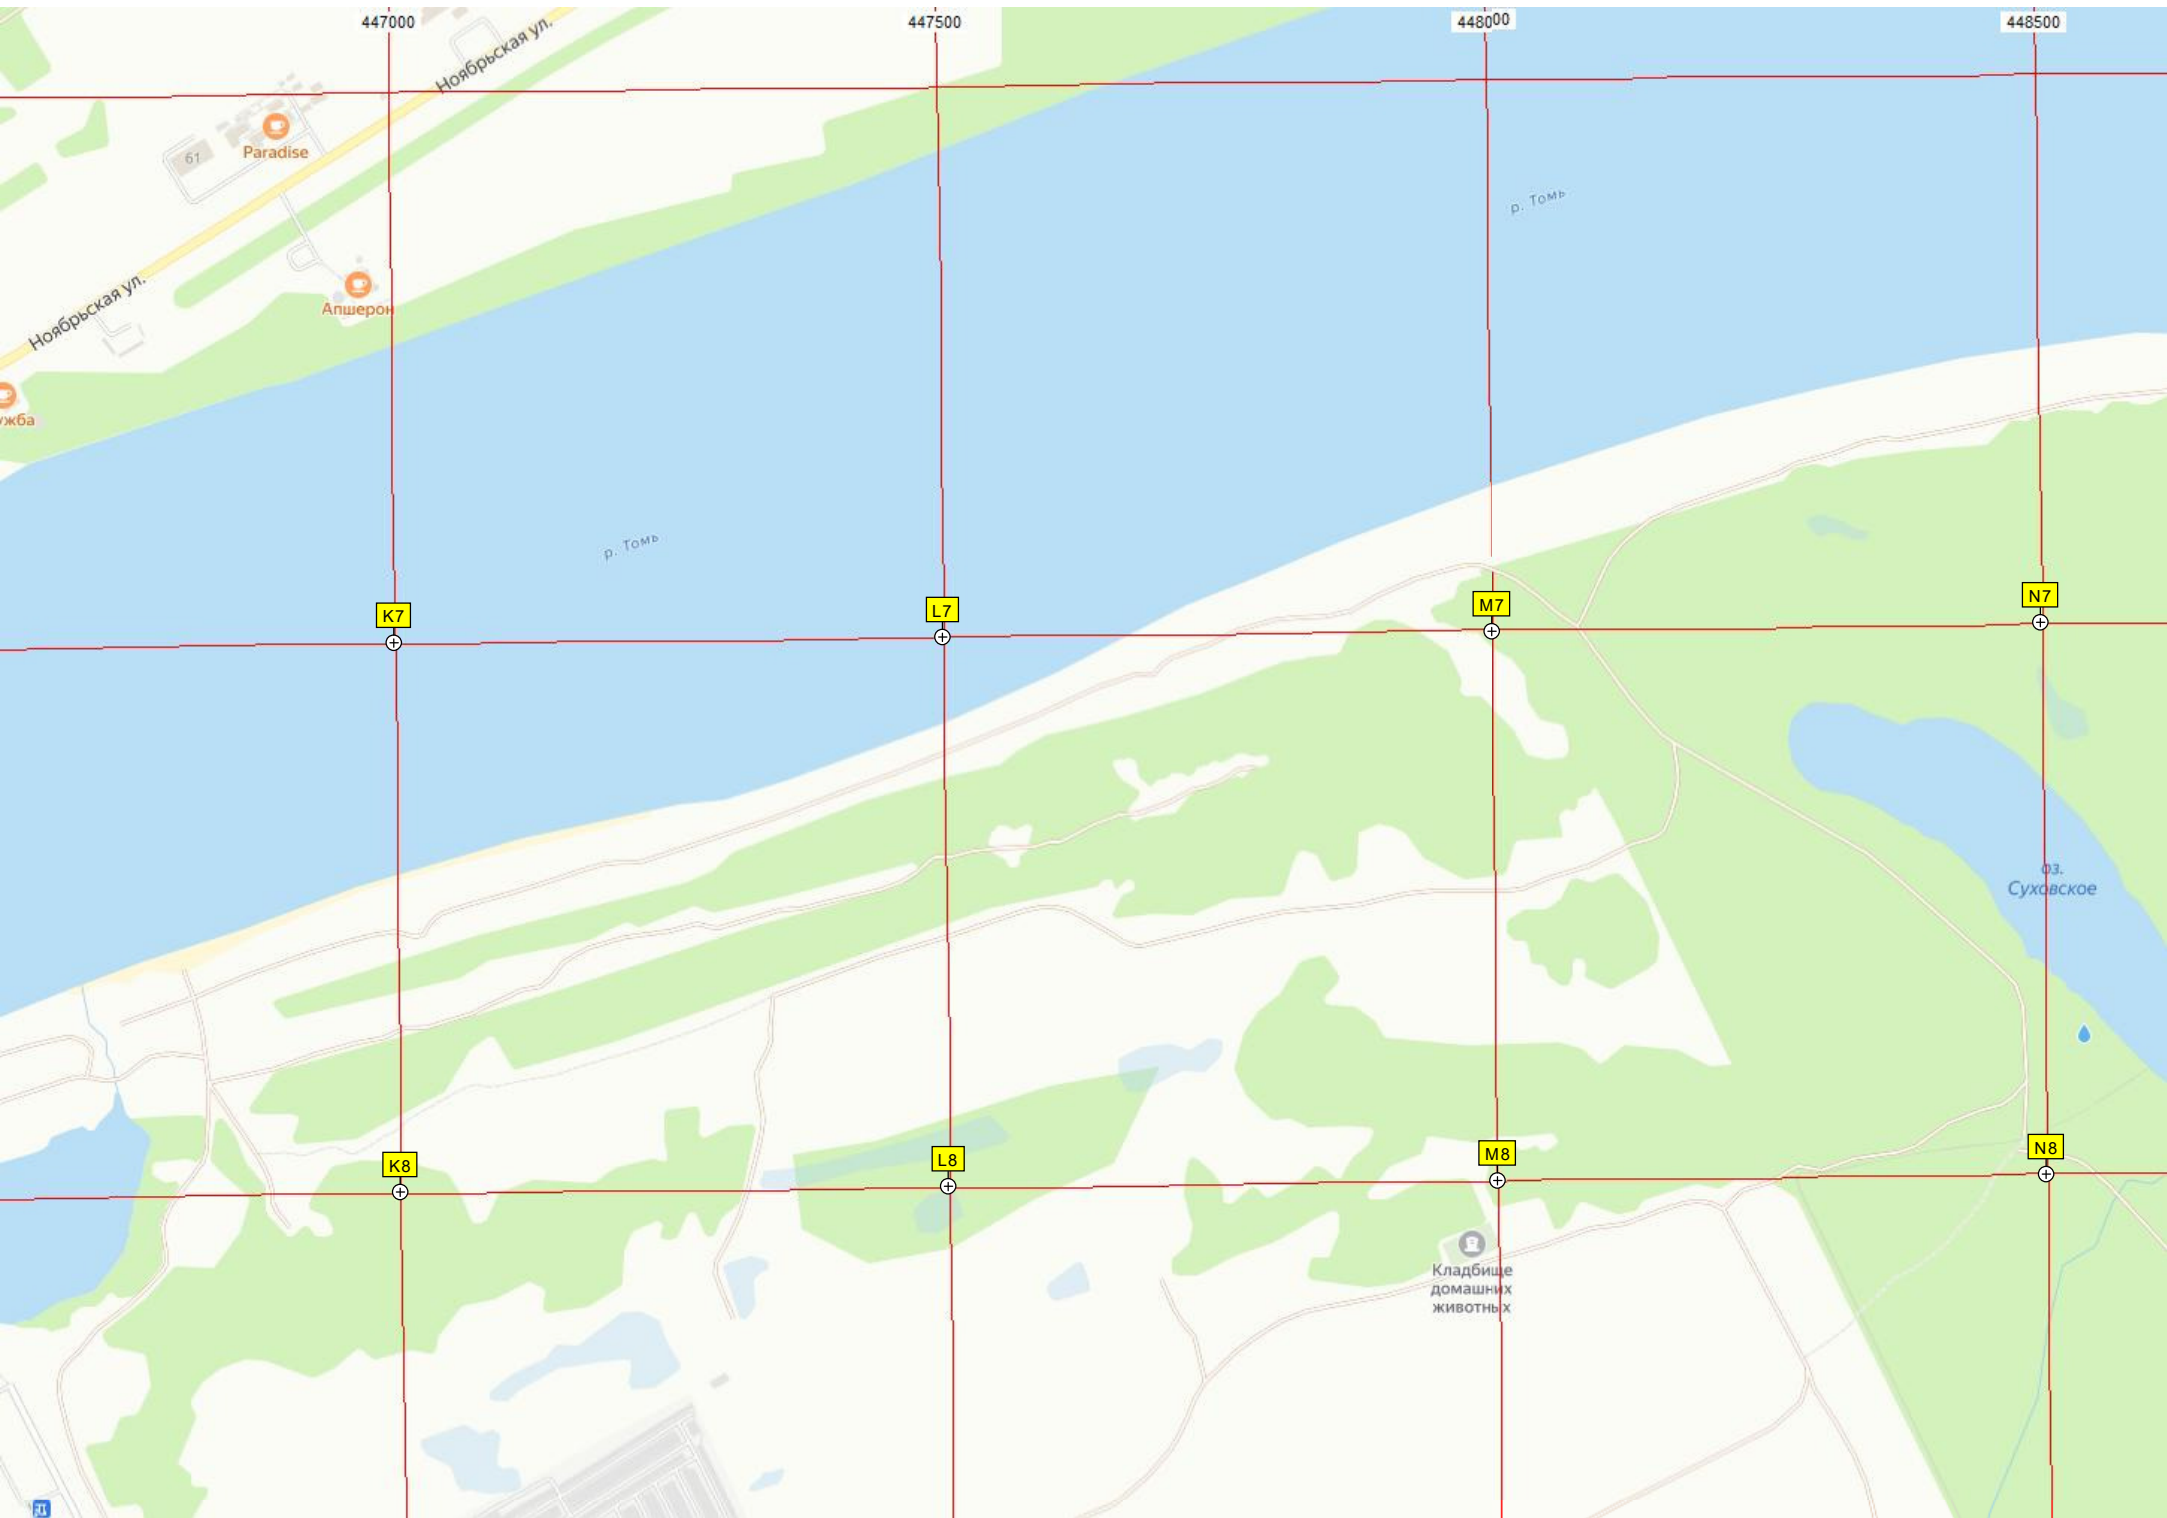 447000
447500
448000
448500
Ноябрьская ул.
61
Paradise
р. Томь
Ноябрьская ул.
Апшерон
ужба
р. Томь
K7
L7
M7
N7
оз.
Суховское
K8
L8
M8
N8
Кладбище
домашних
животных